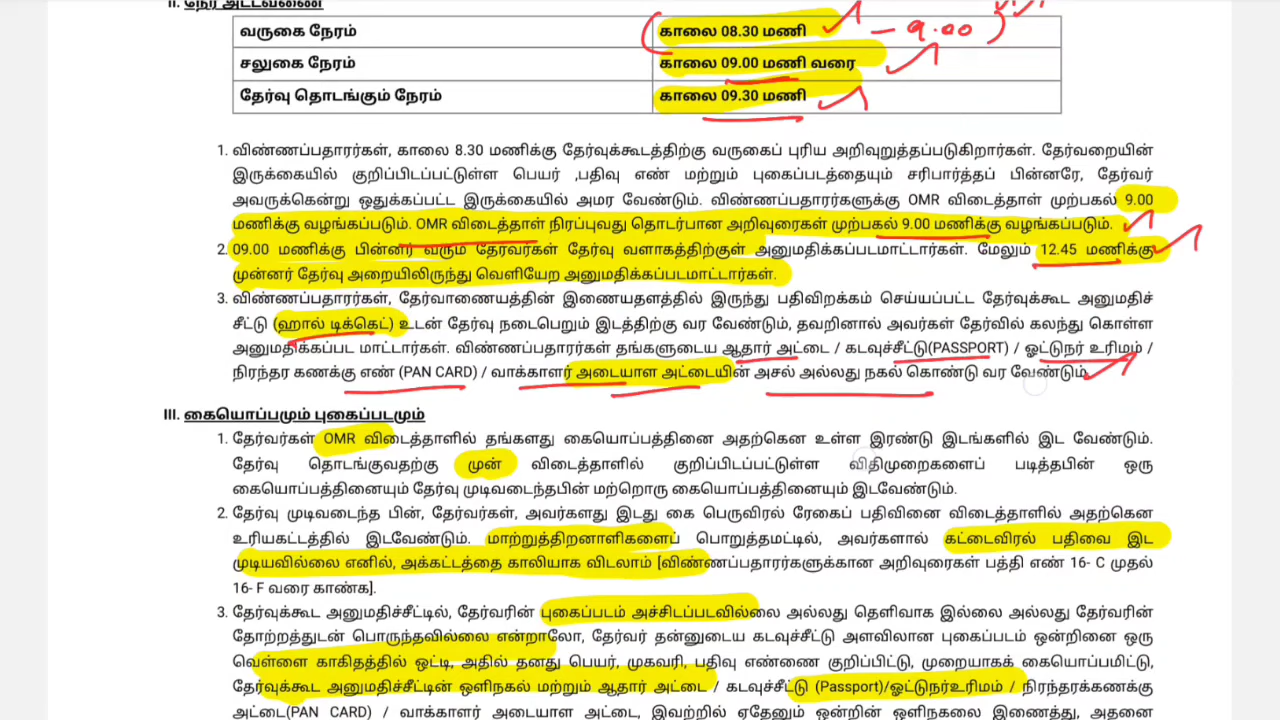 II. நேர அட்டவணை
வருகை நேரம் காலை 08.30 மணி - 9.00
சலுகை நேரம் காலை 09.00 மணி வரை
தேர்வு தொடங்கும் நேரம் காலை 09.30 மணி
1. விண்ணப்பதாரர்கள், காலை 8.30 மணிக்கு தேர்வுக்கூடத்திற்கு வருகைப் புரிய அறிவுறுத்தப்படுகிறார்கள். தேர்வறையின்
இருக்கையில் குறிப்பிடப்பட்டுள்ள பெயர் ,பதிவு எண் மற்றும் புகைப்படத்தையும் சரிபார்த்தப் பின்னரே, தேர்வர்
அவருக்கென்று ஒதுக்கப்பட்ட இருக்கையில் அமர வேண்டும். விண்ணப்பதாரர்களுக்கு OMR விடைத்தாள் முற்பகல் 9.00
மணிக்கு வழங்கப்படும். OMR விடைத்தாள் நிரப்புவது தொடர்பான அறிவுரைகள் முற்பகல் 9.00 மணிக்கு வழங்கப்படும்.
2. 09.00 மணிக்கு பின்னர் வரும் தேர்வர்கள் தேர்வு வளாகத்திற்குள் அனுமதிக்கப்படமாட்டார்கள். மேலும் 12.45 மணிக்கு
முன்னர் தேர்வு அறையிலிருந்து வெளியேற அனுமதிக்கப்படமாட்டார்கள்.
3. விண்ணப்பதாரர்கள், தேர்வாணையத்தின் இணையதளத்தில் இருந்து பதிவிறக்கம் செய்யப்பட்ட தேர்வுக்கூட அனுமதிச்
சீட்டு (ஹால் டிக்கெட்) உடன் தேர்வு நடைபெறும் இடத்திற்கு வர வேண்டும், தவறினால் அவர்கள் தேர்வில் கலந்து கொள்ள
அனுமதிக்கப்பட மாட்டார்கள். விண்ணப்பதாரர்கள் தங்களுடைய ஆதார் அட்டை / கடவுச்சீட்டு(PASSPORT) / ஓட்டுநர் உரிமம் /
நிரந்தர கணக்கு எண் (PAN CARD) / வாக்காளர் அடையாள அட்டையின் அசல் அல்லது நகல் கொண்டு வர வேண்டும்.
III. கையொப்பமும் புகைப்படமும்
1. தேர்வர்கள் OMR விடைத்தாளில் தங்களது கையொப்பத்தினை அதற்கென உள்ள இரண்டு இடங்களில் இட வேண்டும்.
தேர்வு தொடங்குவதற்கு முன் விடைத்தாளில் குறிப்பிடப்பட்டுள்ள விதிமுறைகளைப் படித்தபின் ஒரு
கையொப்பத்தினையும் தேர்வு முடிவடைந்தபின் மற்றொரு கையொப்பத்தினையும் இடவேண்டும்.
2. தேர்வு முடிவடைந்த பின், தேர்வர்கள், அவர்களது இடது கை பெருவிரல் ரேகைப் பதிவினை விடைத்தாளில் அதற்கென
உரியகட்டத்தில் இடவேண்டும். மாற்றுத்திறனாளிகளைப் பொறுத்தமட்டில், அவர்களால் கட்டைவிரல் பதிவை இட
முடியவில்லை எனில், அக்கட்டத்தை காலியாக விடலாம் [விண்ணப்பதாரர்களுக்கான அறிவுரைகள் பத்தி எண் 16- C முதல்
16- F வரை காண்க].
3. தேர்வுக்கூட அனுமதிச்சீட்டில், தேர்வரின் புகைப்படம் அச்சிடப்படவில்லை அல்லது தெளிவாக இல்லை அல்லது தேர்வரின்
தோற்றத்துடன் பொருந்தவில்லை என்றாலோ, தேர்வர் தன்னுடைய கடவுச்சீட்டு அளவிலான புகைப்படம் ஒன்றினை ஒரு
வெள்ளை காகிதத்தில் ஒட்டி, அதில் தனது பெயர், முகவரி, பதிவு எண்ணை குறிப்பிட்டு, முறையாகக் கையொப்பமிட்டு,
தேர்வுக்கூட அனுமதிச்சீட்டின் ஒளிநகல் மற்றும் ஆதார் அட்டை / கடவுச்சீட்டு (Passport)/ஓட்டுநர்உரிமம் / நிரந்தரக்கணக்கு
அட்டை(PAN CARD) / வாக்காளர் அடையாள அட்டை, இவற்றில் ஏதேனும் ஒன்றின் ஒளிநகலை இணைத்து, அதனை